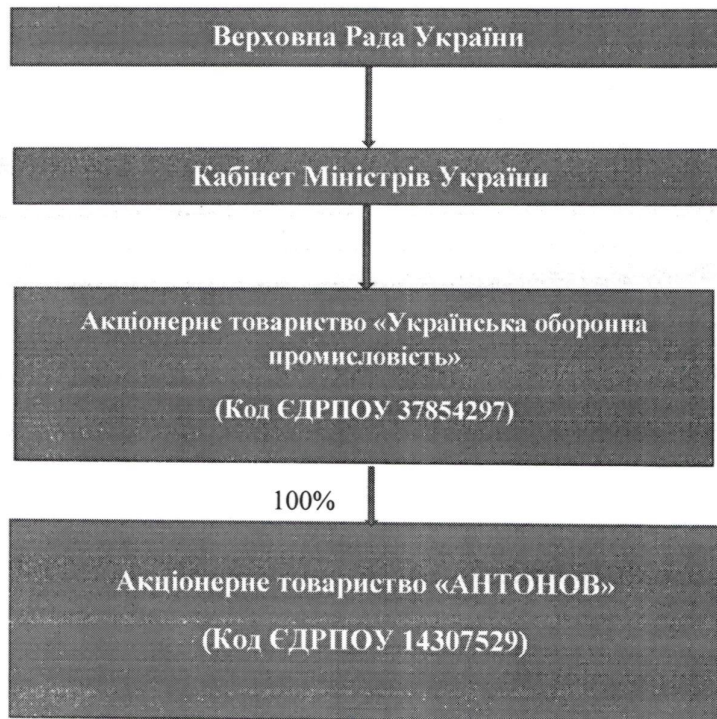 Верховна Рада України
Кабінет Міністрів України
Акціонерне товариство «Українська оборонна
промисловість»
(Код ЄДРПОУ 37854297)
100%
Акціонерне товариство «АНТОНОВ»
(Код ЄДРПОУ 14307529)